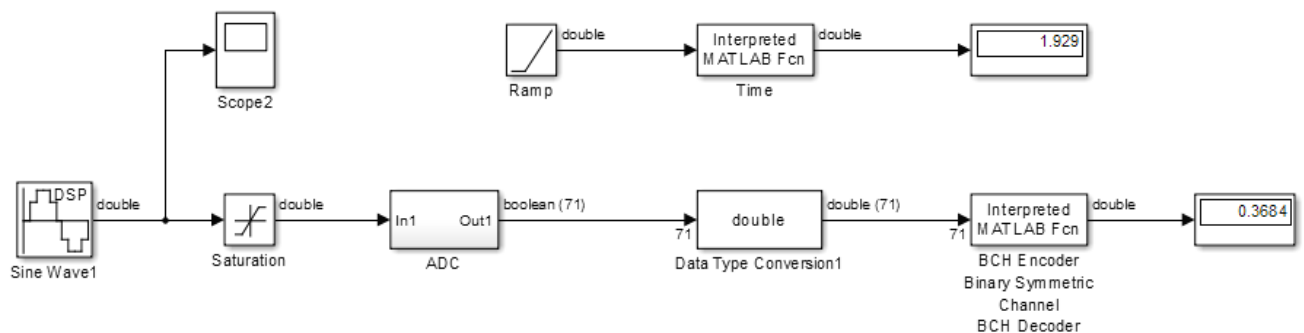 double
Interpreted
MATLAB Fcn
double
1.929
Ramp
Time
Scope2
DSP
double
double
In1
Out1
boolean (71)
71
double
double (71)
71
Interpreted
MATLAB Fcn
double
0.3684
Sine Wave1
Saturation
ADC
Data Type Conversion1
BCH Encoder
Binary Symmetric
Channel
BCH Decoder